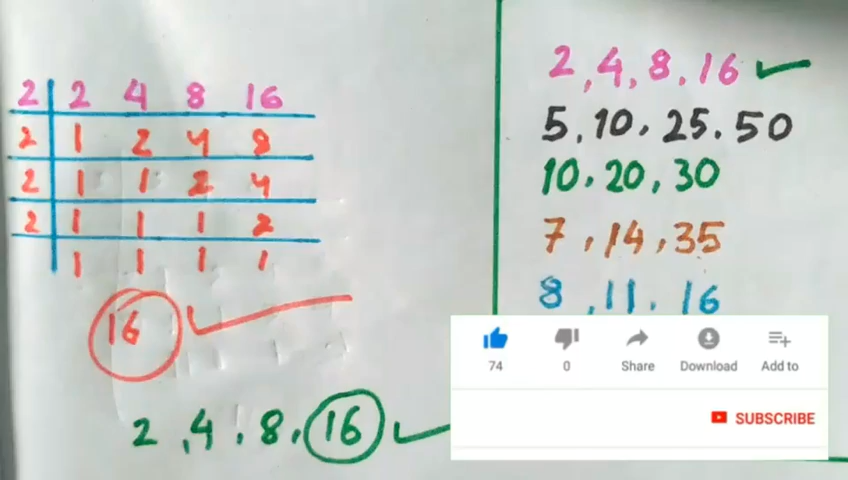 2 2 4 8 16
2 1 2 4 8
2 1 1 2 4
2 1 1 1 2
1 1 1 1
16
2, 4, 8, 16
2, 4, 8, 16
5, 10, 25, 50
10, 20, 30
7, 14, 35
8, 11, 16
74 0 Share Download Add to
SUBSCRIBE